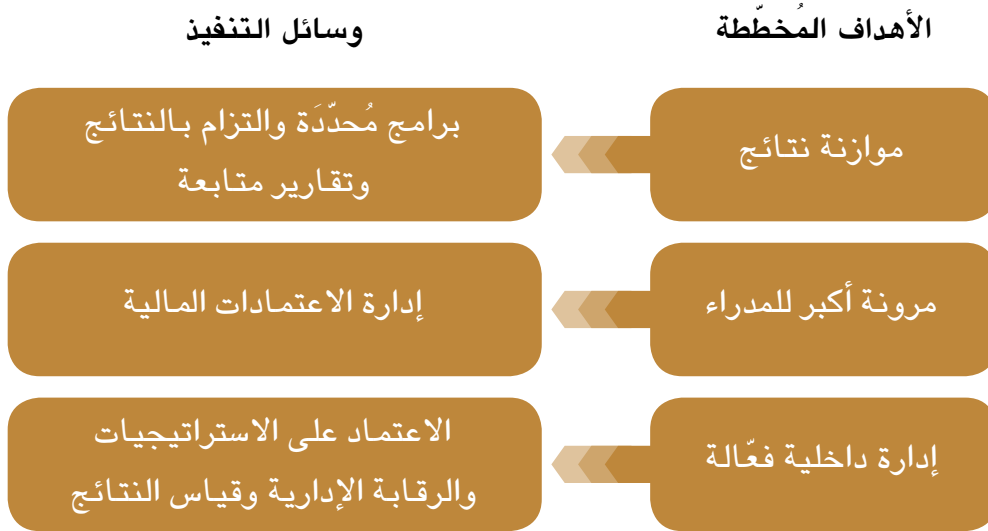 الأهداف المُخطّطة
وسائل التنفيذ
موازنة نتائج
برامج مُحدّدَة والتزام بالنتائج
وتقارير متابعة
مرونة أكبر للمدراء
إدارة الاعتمادات المالية
إدارة داخلية فعّالة
الاعتماد على الاستراتيجيات
والرقابة الإدارية وقياس النتائج